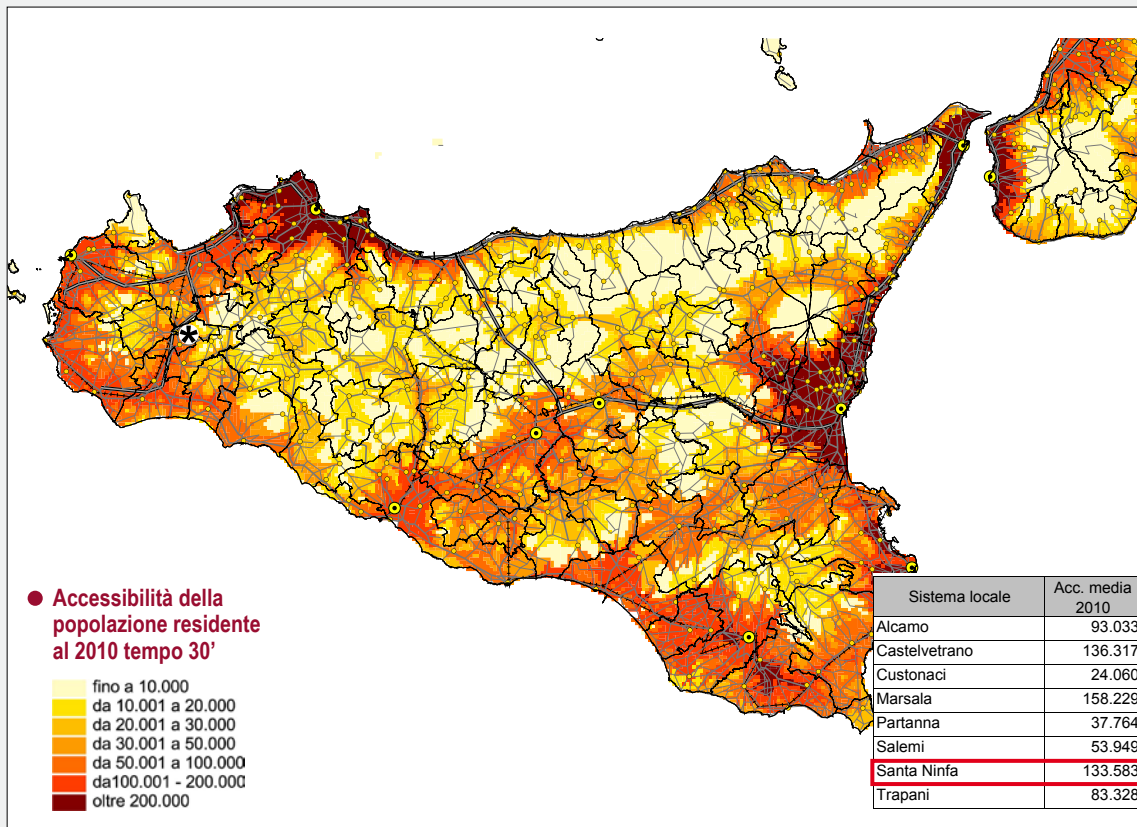 Accessibilità della
popolazione residente
al 2010 tempo 30'
fino a 10.000
da 10.001 a 20.000
da 20.001 a 30.000
da 30.001 a 50.000
da 50.001 a 100.000
da100.001 - 200.000
oltre 200.000
Sistema locale Acc. media 2010
Alcamo 93.033
Castelvetrano 136.317
Custonaci 24.060
Marsala 158.229
Partanna 37.764
Salemi 53.949
Santa Ninfa 133.583
Trapani 83.328
*